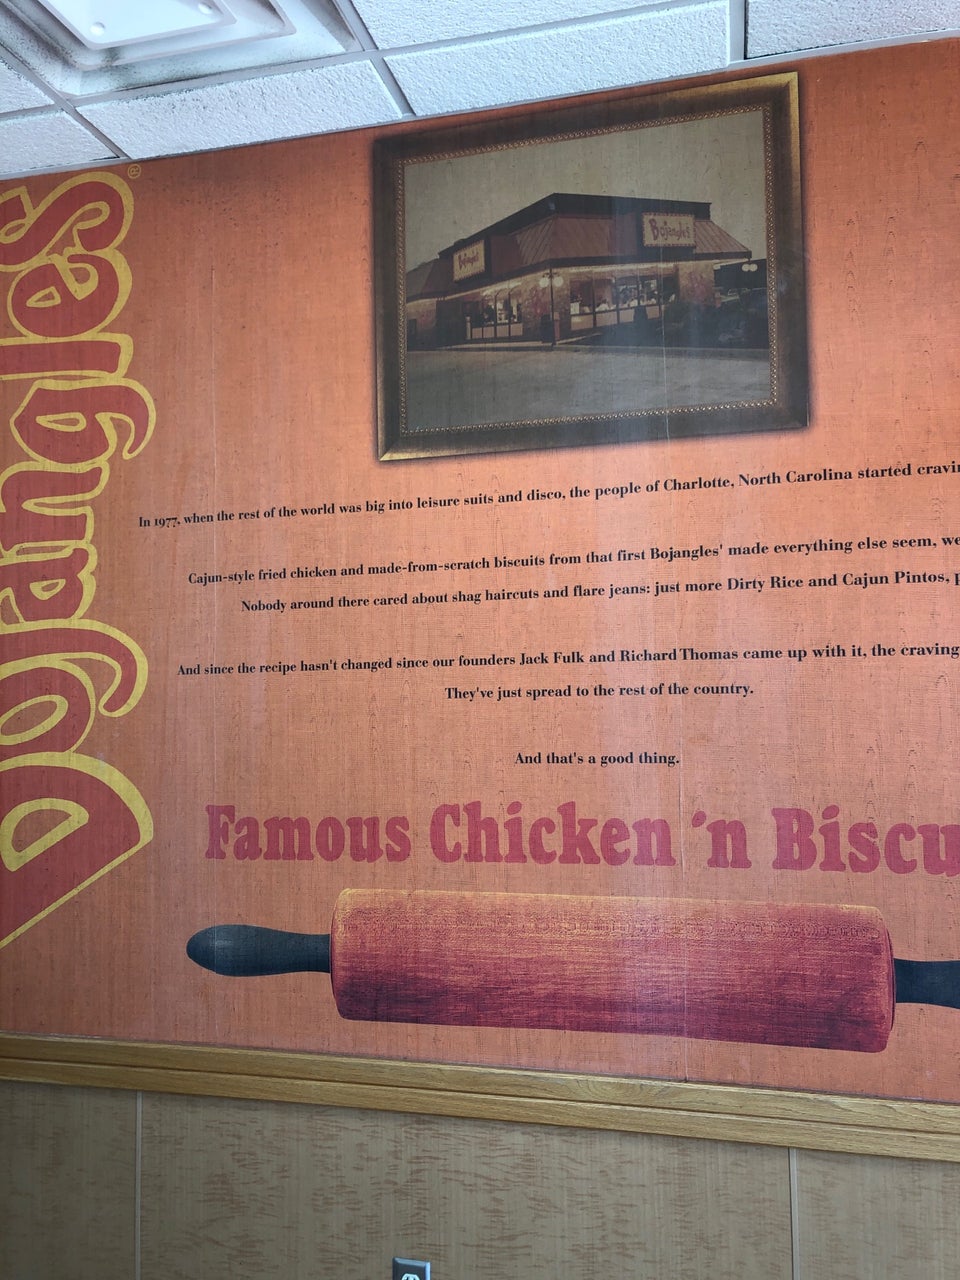 Bojangles®
Bojangles'
Bojangles'
In 1977, when the rest of the world was big into leisure suits and disco, the people of Charlotte, North Carolina started cravin
Cajun-style fried chicken and made-from-scratch biscuits from that first Bojangles' made everything else seem, we
Nobody around there cared about shag haircuts and flare jeans: just more Dirty Rice and Cajun Pintos, p
And since the recipe hasn't changed since our founders Jack Fulk and Richard Thomas came up with it, the craving
They've just spread to the rest of the country.
And that's a good thing.
Famous Chicken 'n Biscu